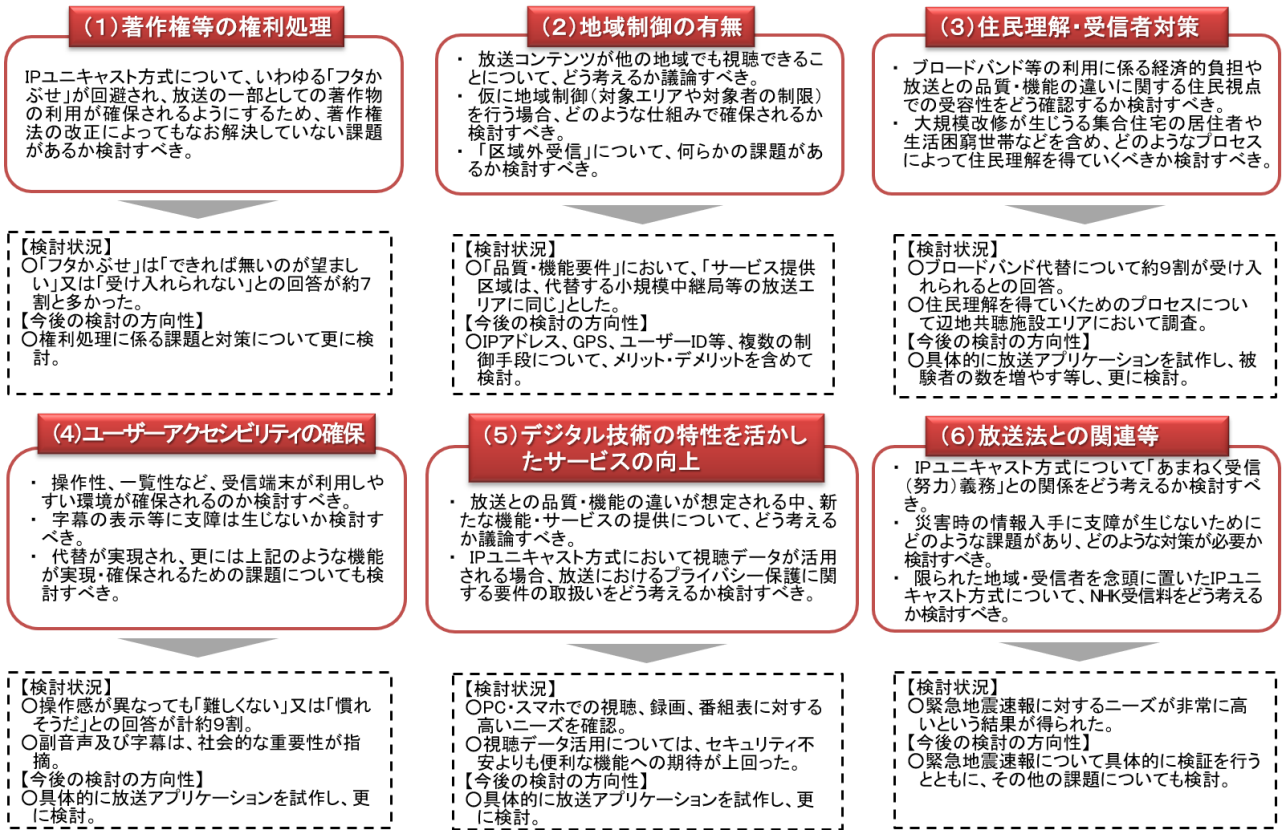 (1)著作権等の権利処理
IPユニキャスト方式について、いわゆる「フタか
ぶせ」が回避され、放送の一部としての著作物
の利用が確保されるようにするため、著作権
法の改正によってもなお解決していない課題
があるか検討すべき。
【検討状況】
○「フタかぶせ」は「できれば無いのが望まし
い」又は「受け入れられない」との回答が約7
割と多かった。
【今後の検討の方向性】
○権利処理に係る課題と対策について更に検
討。
(2)地域制御の有無
・ 放送コンテンツが他の地域でも視聴できるこ
とについて、どう考えるか議論すべき。
・ 仮に地域制御(対象エリアや対象者の制限)
を行う場合、どのような仕組みで確保されるか
検討すべき。
・ 「区域外受信」について、何らかの課題があ
るか検討すべき。
【検討状況】
○「品質・機能要件」において、「サービス提供
区域は、代替する小規模中継局等の放送エ
リアに同じ」とした。
【今後の検討の方向性】
○IPアドレス、GPS、ユーザーID等、複数の制
御手段について、メリット・デメリットを含めて
検討。
(3)住民理解・受信者対策
・ ブロードバンド等の利用に係る経済的負担や
放送との品質・機能の違いに関する住民視点
での受容性をどう確認するか検討すべき。
・ 大規模改修が生じうる集合住宅の居住者や
生活困窮世帯などを含め、どのようなプロセス
によって住民理解を得ていくべきか検討すべき。
【検討状況】
○ブロードバンド代替について約9割が受け入
れられるとの回答。
○住民理解を得ていくためのプロセスについ
て辺地共聴施設エリアにおいて調査。
【今後の検討の方向性】
○具体的に放送アプリケーションを試作し、被
験者の数を増やす等し、更に検討。
(4)ユーザーアクセシビリティの確保
・ 操作性、一覧性など、受信端末が利用しや
すい環境が確保されるのか検討すべき。
・ 字幕の表示等に支障は生じないか検討す
べき。
・ 代替が実現され、更には上記のような機能
が実現・確保されるための課題についても検
討すべき。
【検討状況】
○操作感が異なっても「難しくない」又は「慣れ
そうだ」との回答が計約9割。
○副音声及び字幕は、社会的な重要性が指
摘。
【今後の検討の方向性】
○具体的に放送アプリケーションを試作し、更
に検討。
(5)デジタル技術の特性を活かし
たサービスの向上
・ 放送との品質・機能の違いが想定される中、新
たな機能・サービスの提供について、どう考える
か議論すべき。
・ IPユニキャスト方式において視聴データが活用
される場合、放送におけるプライバシー保護に関
する要件の取扱いをどう考えるか検討すべき。
【検討状況】
○PC・スマホでの視聴、録画、番組表に対する
高いニーズを確認。
○視聴データ活用については、セキュリティ不
安よりも便利な機能への期待が上回った。
【今後の検討の方向性】
○具体的に放送アプリケーションを試作し、更
に検討。
(6)放送法との関連等
・ IPユニキャスト方式について「あまねく受信
(努力)義務」との関係をどう考えるか検討すべ
き。
・ 災害時の情報入手に支障が生じないために
どのような課題があり、どのような対策が必要か
検討すべき。
・ 限られた地域・受信者を念頭に置いたIPユニ
キャスト方式について、NHK受信料をどう考える
か検討すべき。
【検討状況】
○緊急地震速報に対するニーズが非常に高
いという結果が得られた。
【今後の検討の方向性】
○緊急地震速報について具体的に検証を行う
とともに、その他の課題についても検討。